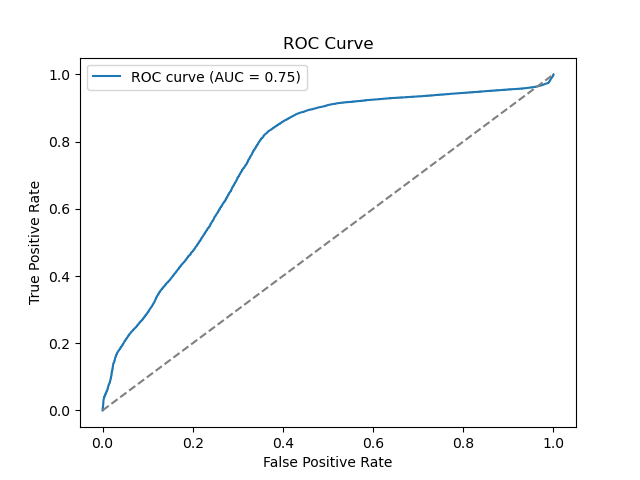 ROC Curve
ROC curve (AUC = 0.75)
1.0
0.8
0.6
0.4
0.2
0.0
True Positive Rate
0.0 0.2 0.4 0.6 0.8 1.0
False Positive Rate